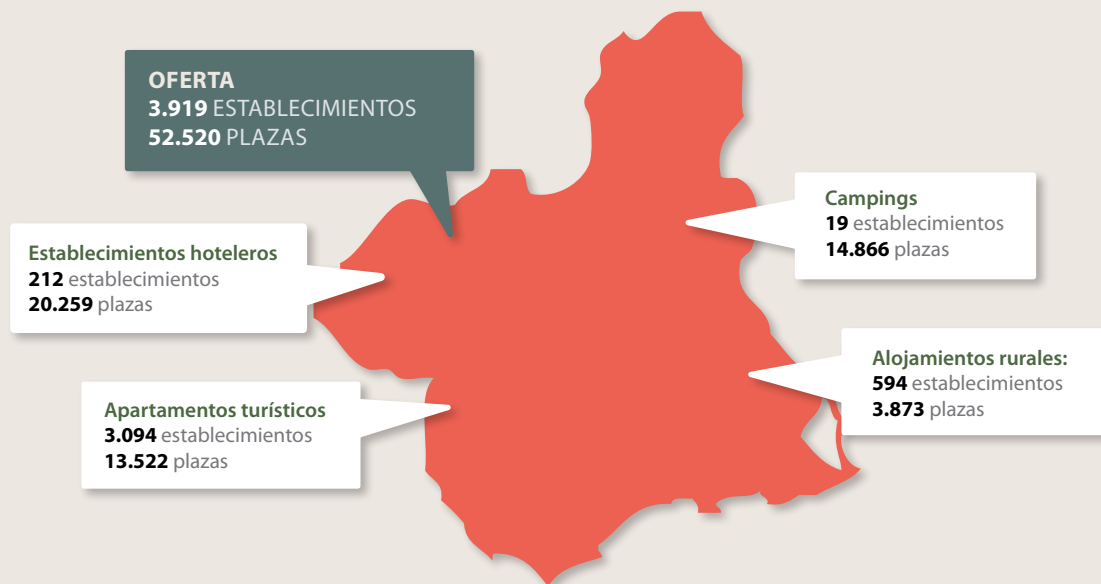 OFERTA
3.919 ESTABLECIMIENTOS
52.520 PLAZAS
Campings
19 establecimientos
14.866 plazas
Establecimientos hoteleros
212 establecimientos
20.259 plazas
Alojamientos rurales:
594 establecimientos
3.873 plazas
Apartamentos turísticos
3.094 establecimientos
13.522 plazas